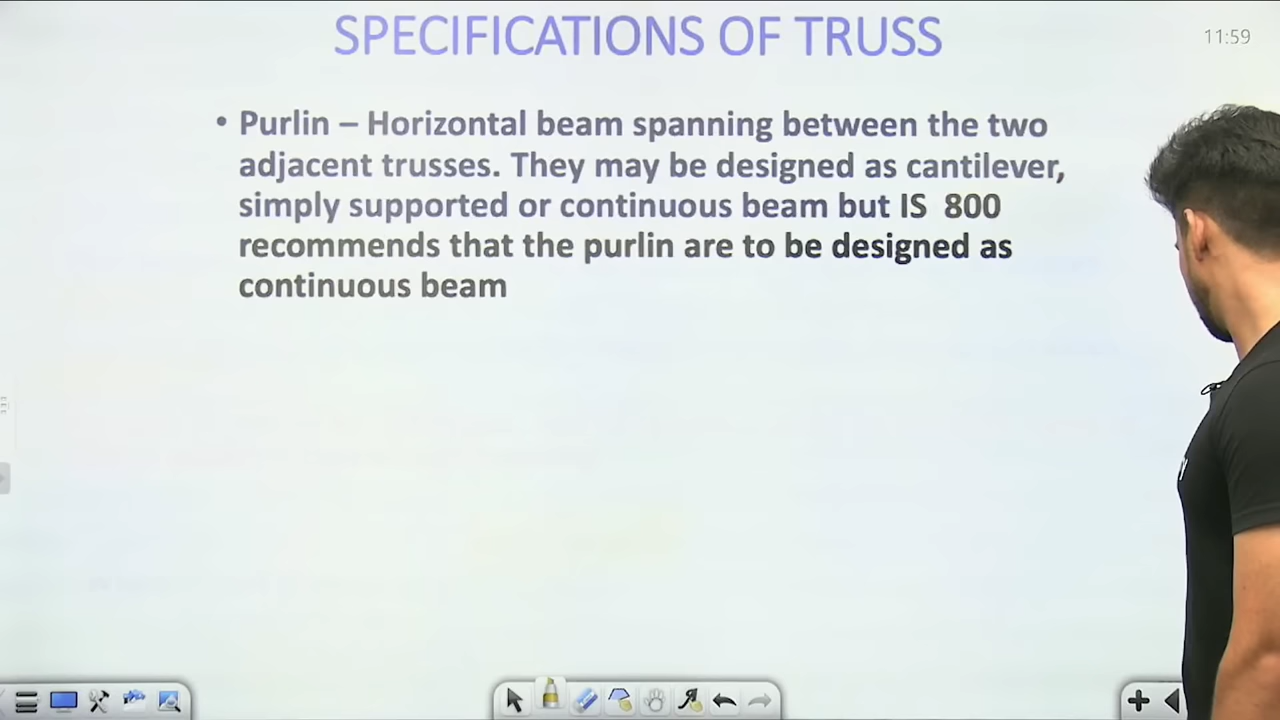 SPECIFICATIONS OF TRUSS
11:59
• Purlin – Horizontal beam spanning between the two
adjacent trusses. They may be designed as cantilever,
simply supported or continuous beam but IS 800
recommends that the purlin are to be designed as
continuous beam